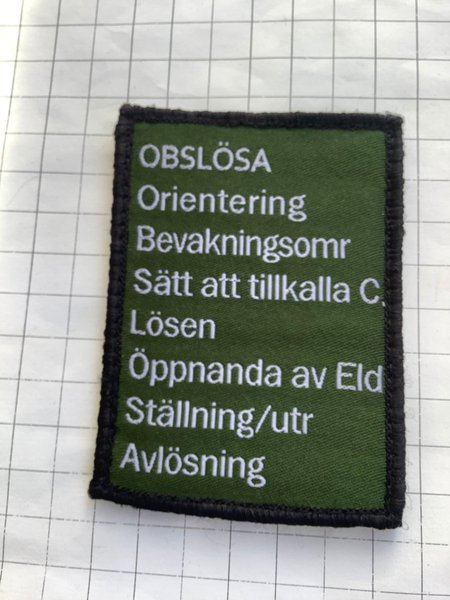 OBSLÖSA
Orientering
Bevakningsomr
Sätt att tillkalla C.
Lösen
Öppnanda av Eld
Ställning/utr
Avlösning